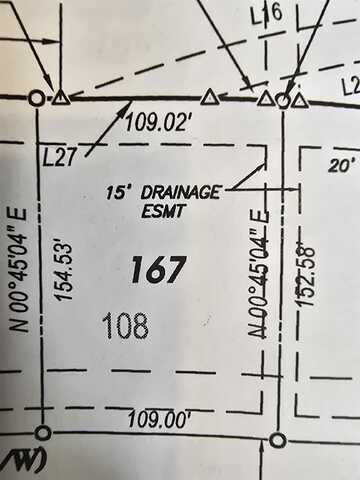 L16
L2
109.02'
L27
20'
15' DRAINAGE
ESMT
N 00°45'04" E
154.53'
167
N 00°45'04" E
152.58'
108
109.00'
/W)